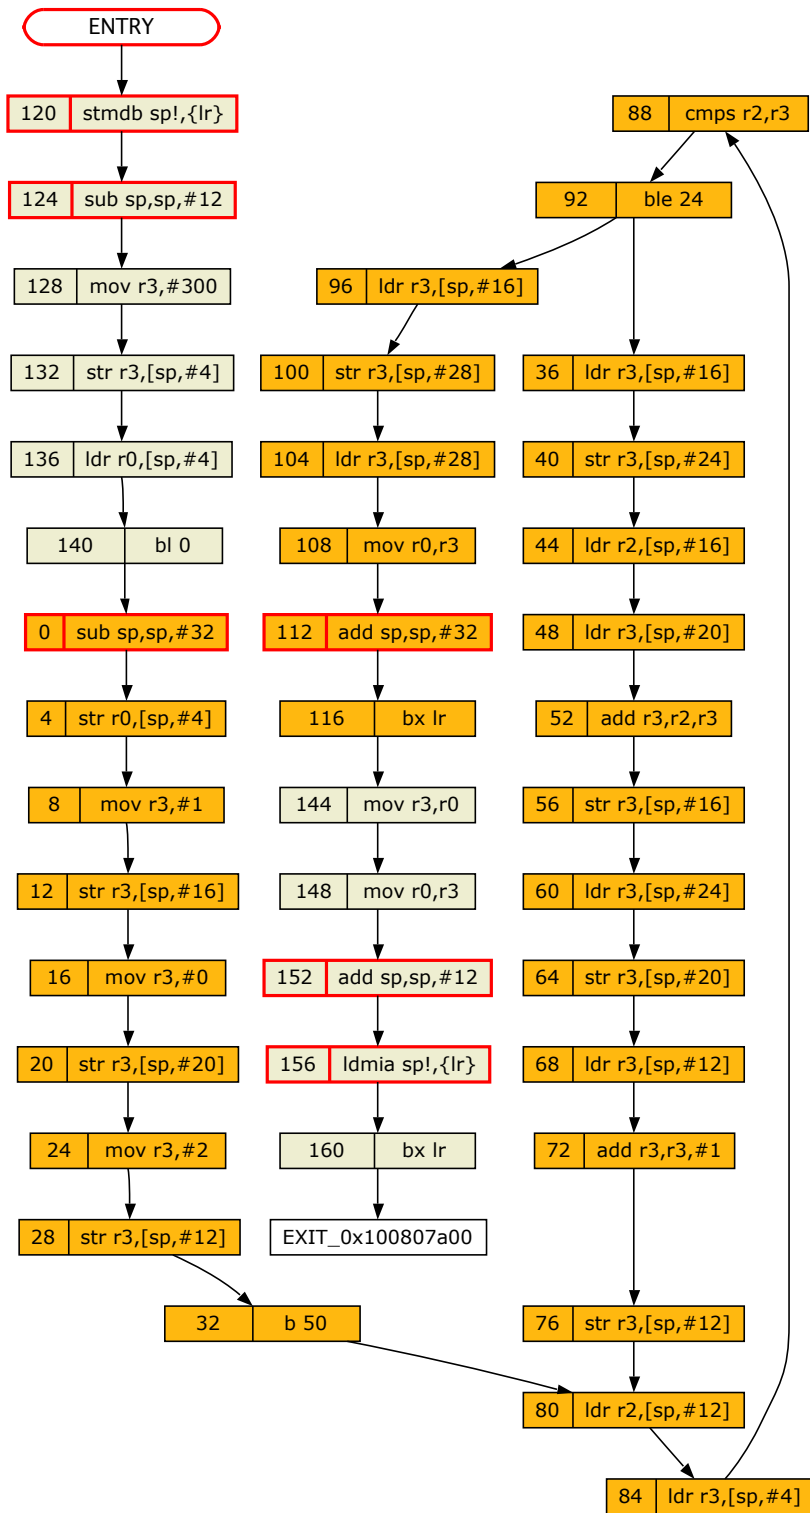 ENTRY
120 stmdb sp!,{lr}
124 sub sp,sp,#12
128 mov r3,#300
132 str r3,[sp,#4]
136 ldr r0,[sp,#4]
140 bl 0
0 sub sp,sp,#32
4 str r0,[sp,#4]
8 mov r3,#1
12 str r3,[sp,#16]
16 mov r3,#0
20 str r3,[sp,#20]
24 mov r3,#2
28 str r3,[sp,#12]
32 b 50
88 cmps r2,r3
92 ble 24
96 ldr r3,[sp,#16]
100 str r3,[sp,#28]
104 ldr r3,[sp,#28]
108 mov r0,r3
112 add sp,sp,#32
116 bx lr
144 mov r3,r0
148 mov r0,r3
152 add sp,sp,#12
156 ldmia sp!,{lr}
160 bx lr
EXIT_0x100807a00
36 ldr r3,[sp,#16]
40 str r3,[sp,#24]
44 ldr r2,[sp,#16]
48 ldr r3,[sp,#20]
52 add r3,r2,r3
56 str r3,[sp,#16]
60 ldr r3,[sp,#24]
64 str r3,[sp,#20]
68 ldr r3,[sp,#12]
72 add r3,r3,#1
76 str r3,[sp,#12]
80 ldr r2,[sp,#12]
84 ldr r3,[sp,#4]